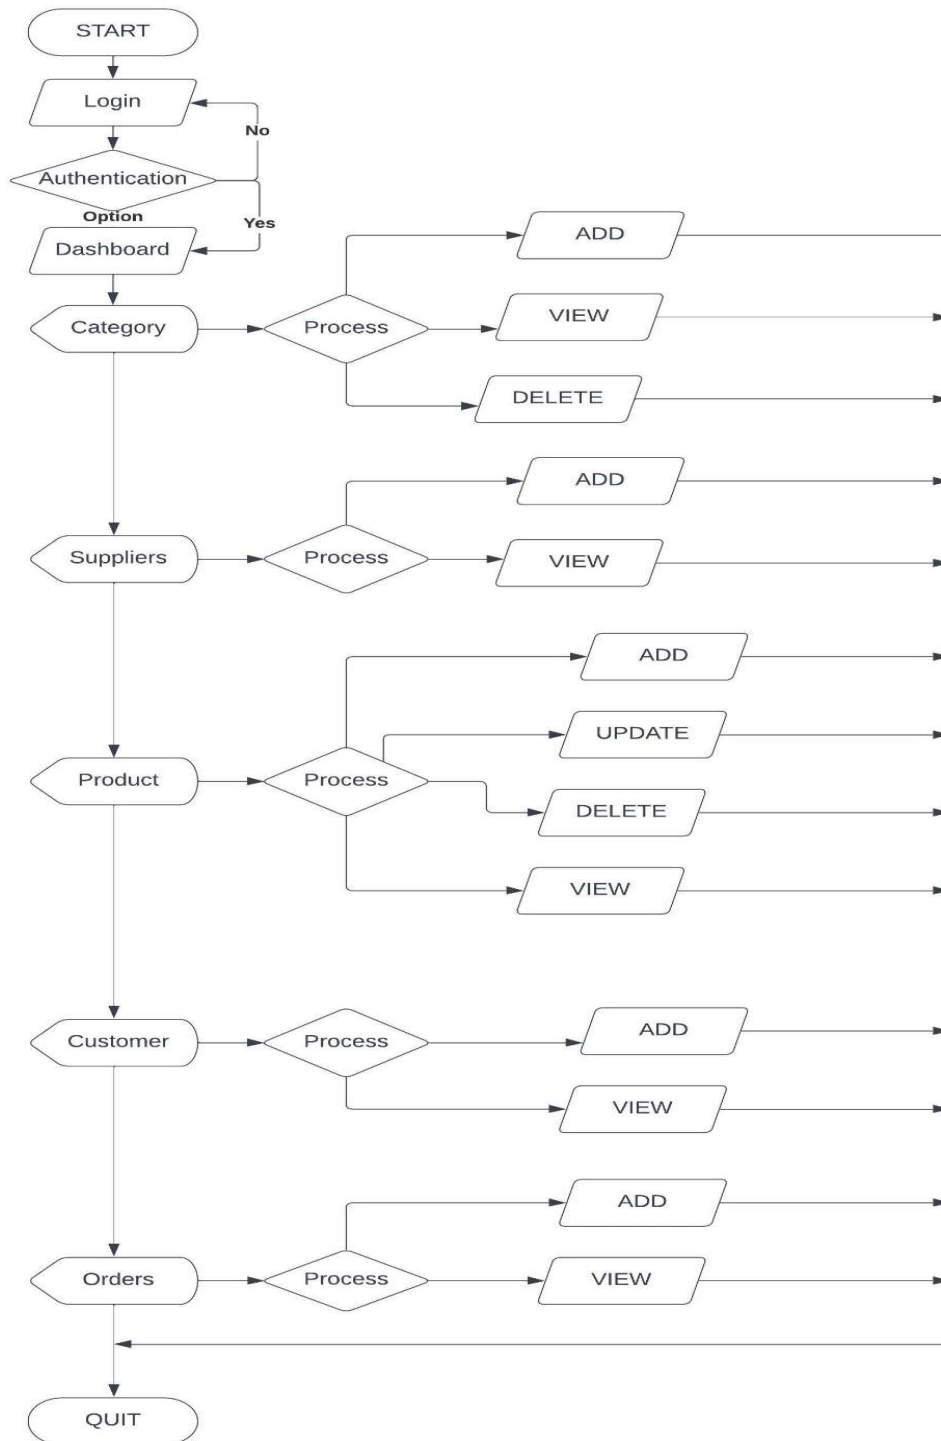 START
Login
No
Authentication
Option
Yes
Dashboard
ADD
Category
Process
VIEW
DELETE
ADD
Suppliers
Process
VIEW
ADD
UPDATE
Product
Process
DELETE
VIEW
ADD
Customer
Process
VIEW
ADD
Orders
Process
VIEW
QUIT